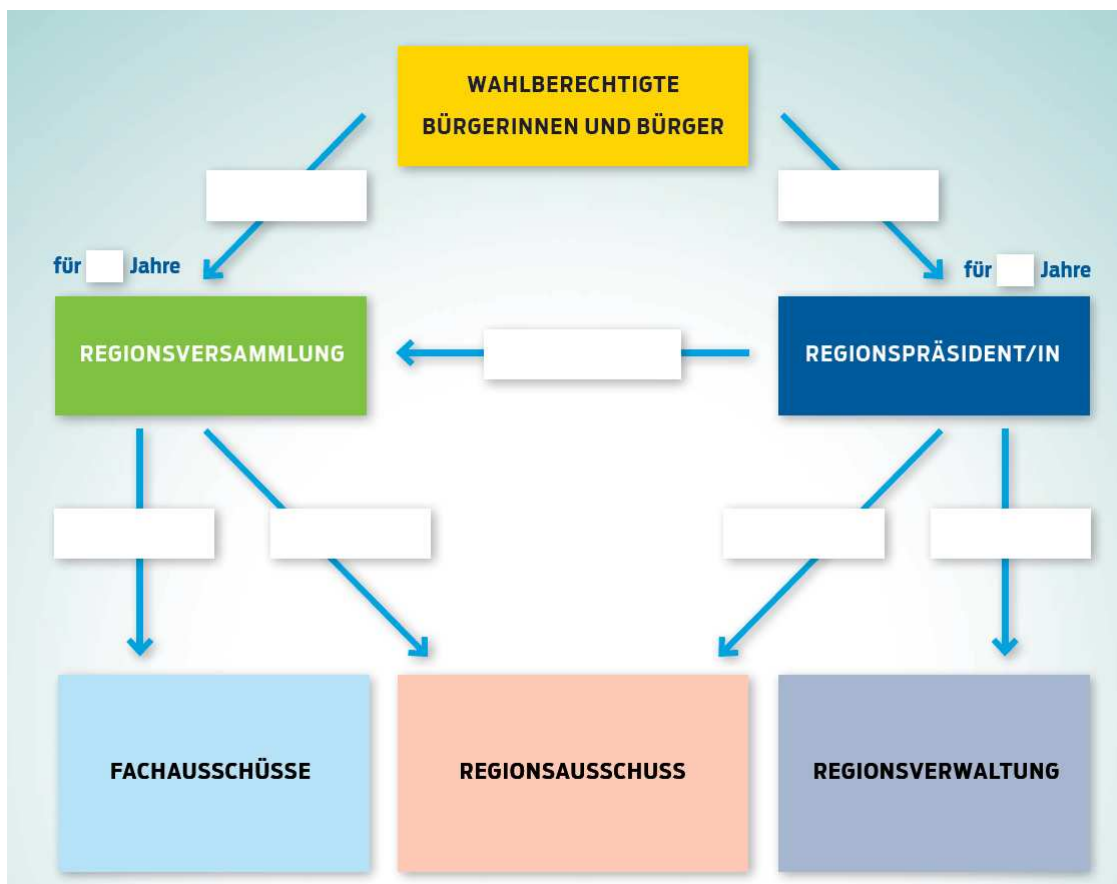 WAHLBERECHTIGTE
BÜRGERINNEN UND BÜRGER
für Jahre
für Jahre
REGIONSVERSAMMLUNG
REGIONSPRÄSIDENT/IN
FACHAUSSCHÜSSE
REGIONSAUSSCHUSS
REGIONSVERWALTUNG